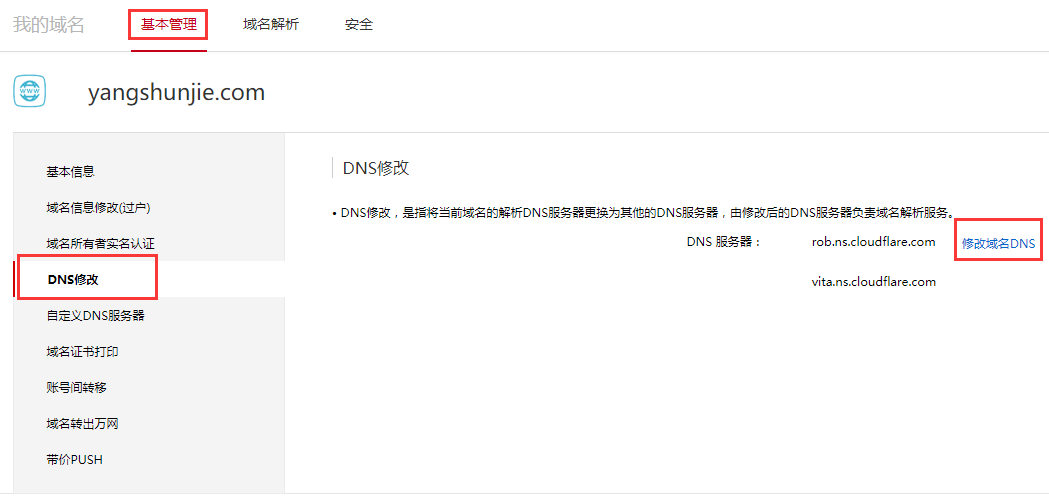 我的域名 基本管理 域名解析 安全
www
yangshunjie.com
基本信息
域名信息修改(过户)
域名所有者实名认证
DNS修改
自定义DNS服务器
域名证书打印
账号间转移
域名转出万网
带价PUSH
DNS修改
• DNS修改，是指将当前域名的解析DNS服务器更换为其他的DNS服务器，由修改后的DNS服务器负责域名解析服务。
DNS 服务器： rob.ns.cloudflare.com 修改域名DNS
vita.ns.cloudflare.com